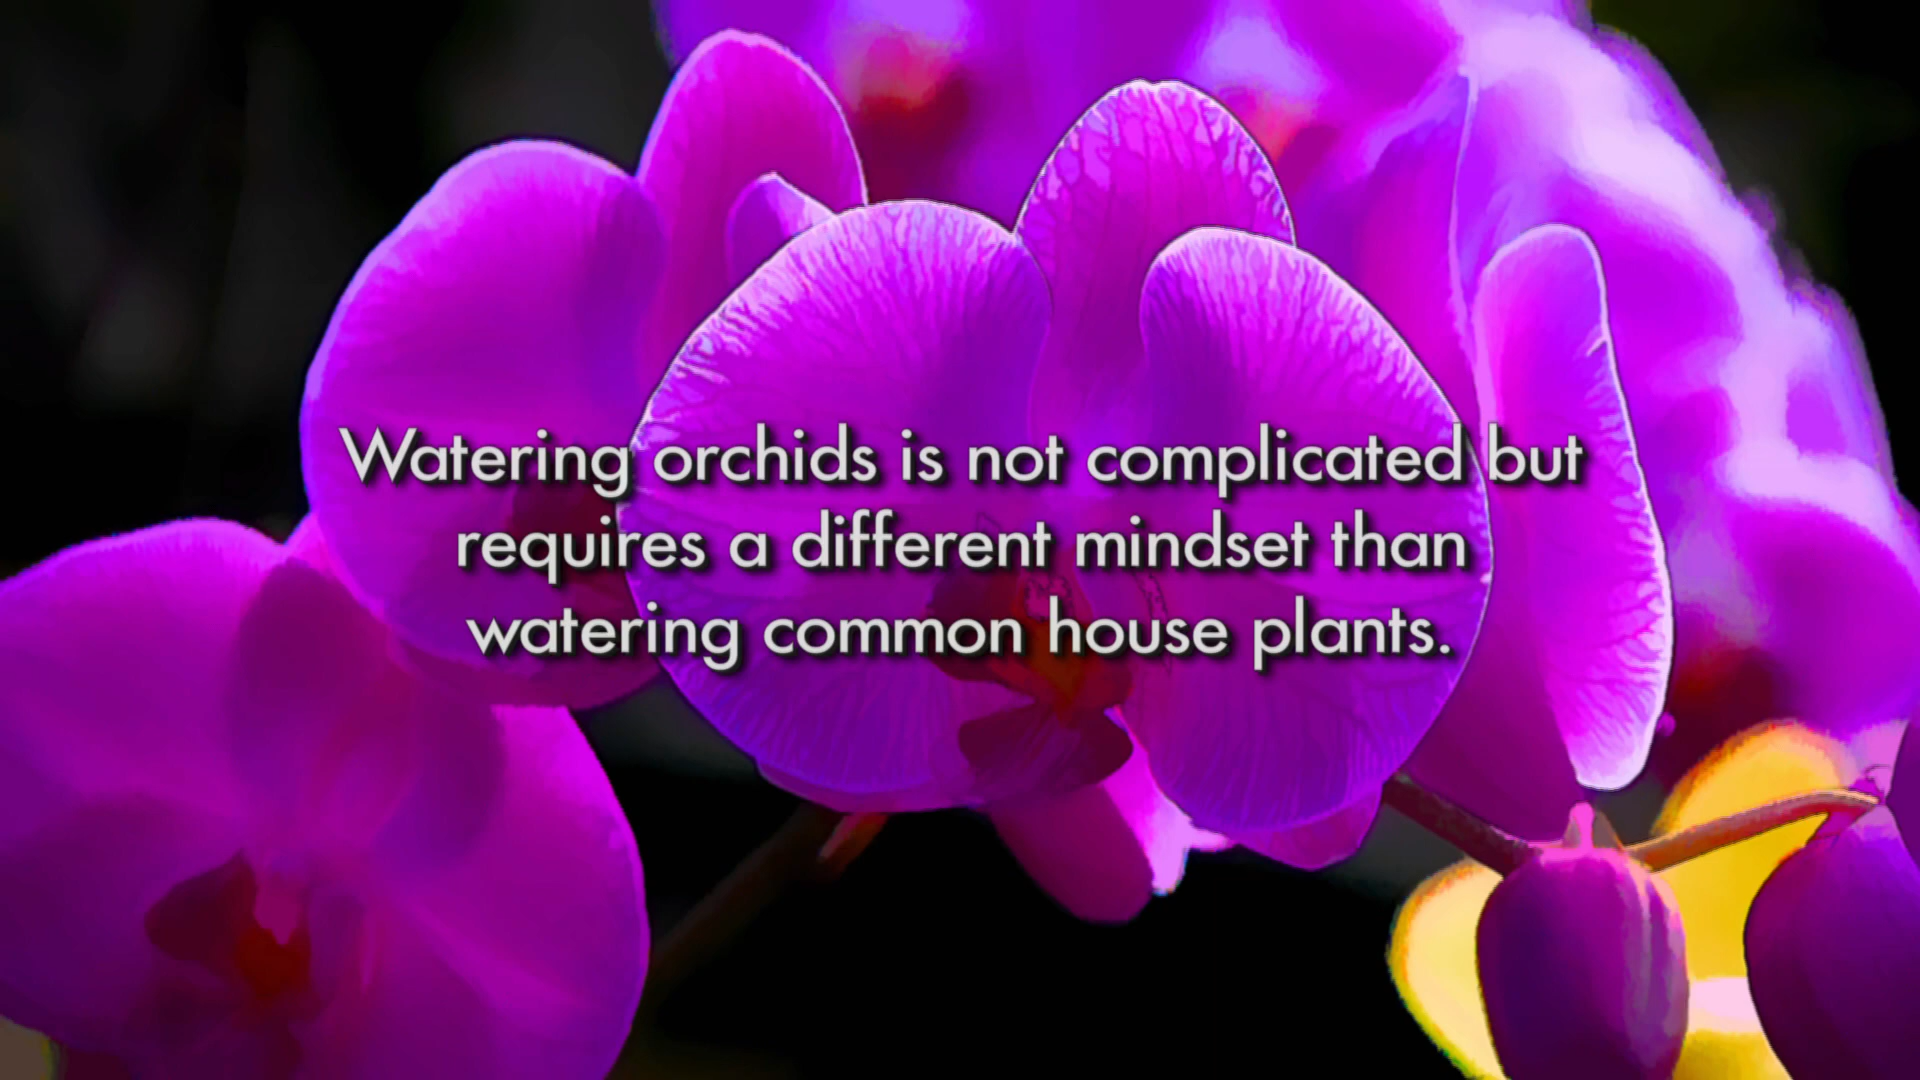 Watering orchids is not complicated but
requires a different mindset than
watering common house plants.